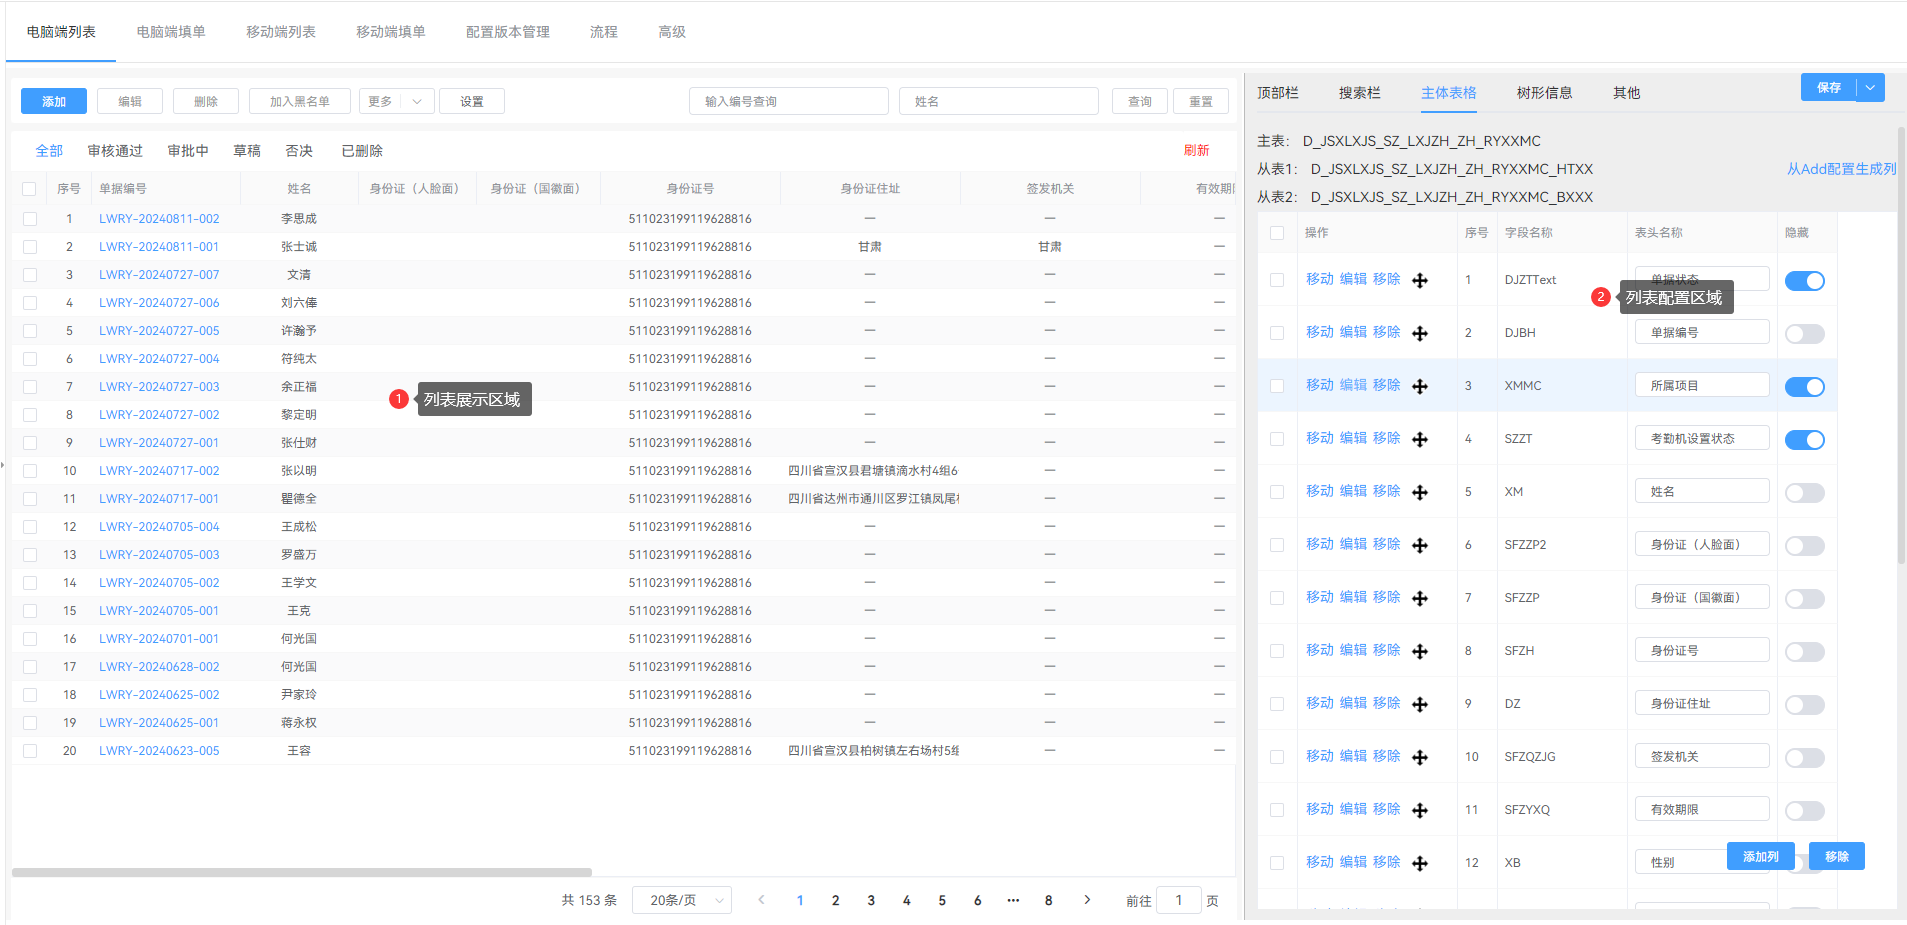 电脑端列表 电脑端填单 移动端列表 移动端填单 配置版本管理 流程 高级
添加 编辑 删除 加入黑名单 更多 设置 输入编号查询 姓名 查询 重置
全部 审核通过 审批中 草稿 否决 已删除 刷新
序号 单据编号 姓名 身份证（人脸面） 身份证（国徽面） 身份证号 身份证住址 签发机关 有效期
1 LWRY-20240811-002 李思成 511023199119628816 — — —
2 LWRY-20240811-001 张士诚 511023199119628816 甘肃 甘肃 —
3 LWRY-20240727-007 文清 511023199119628816 — — —
4 LWRY-20240727-006 刘六俸 511023199119628816 — — —
5 LWRY-20240727-005 许瀚予 511023199119628816 — — —
6 LWRY-20240727-004 符纯太 511023199119628816 — — —
7 LWRY-20240727-003 余正福 511023199119628816 — — —
1 列表展示区域
8 LWRY-20240727-002 黎定明 511023199119628816 — — —
9 LWRY-20240727-001 张仕财 511023199119628816 — — —
10 LWRY-20240717-002 张以明 511023199119628816 四川省宣汉县君塘镇滴水村4组6 — —
11 LWRY-20240717-001 瞿德全 511023199119628816 四川省达州市通川区罗江镇凤尾 — —
12 LWRY-20240705-004 王成松 511023199119628816 — — —
13 LWRY-20240705-003 罗盛万 511023199119628816 — — —
14 LWRY-20240705-002 王学文 511023199119628816 — — —
15 LWRY-20240705-001 王克 511023199119628816 — — —
16 LWRY-20240701-001 何光国 511023199119628816 — — —
17 LWRY-20240628-002 何光国 511023199119628816 — — —
18 LWRY-20240625-002 尹家玲 511023199119628816 — — —
19 LWRY-20240625-001 蒋永权 511023199119628816 — — —
20 LWRY-20240623-005 王容 511023199119628816 四川省宣汉县柏树镇左右场村5组 — —
共 153 条 20条/页 1 2 3 4 5 6 ··· 8 前往 1 页
顶部栏 搜索栏 主体表格 树形信息 其他 保存
主表： D_JSXLXJS_SZ_LXJZH_ZH_RYXXMC
从表1： D_JSXLXJS_SZ_LXJZH_ZH_RYXXMC_HTXX 从Add配置生成列
从表2： D_JSXLXJS_SZ_LXJZH_ZH_RYXXMC_BXXX
操作 序号 字段名称 表头名称 隐藏
移动 编辑 移除 1 DJZTText 单据状态
2 列表配置区域
移动 编辑 移除 2 DJBH 单据编号
移动 编辑 移除 3 XMMC 所属项目
移动 编辑 移除 4 SZZT 考勤机设置状态
移动 编辑 移除 5 XM 姓名
移动 编辑 移除 6 SFZZP2 身份证（人脸面）
移动 编辑 移除 7 SFZZP 身份证（国徽面）
移动 编辑 移除 8 SFZH 身份证号
移动 编辑 移除 9 DZ 身份证住址
移动 编辑 移除 10 SFZQZJG 签发机关
移动 编辑 移除 11 SFZYXQ 有效期限
移动 编辑 移除 12 XB 性别
添加列 移除